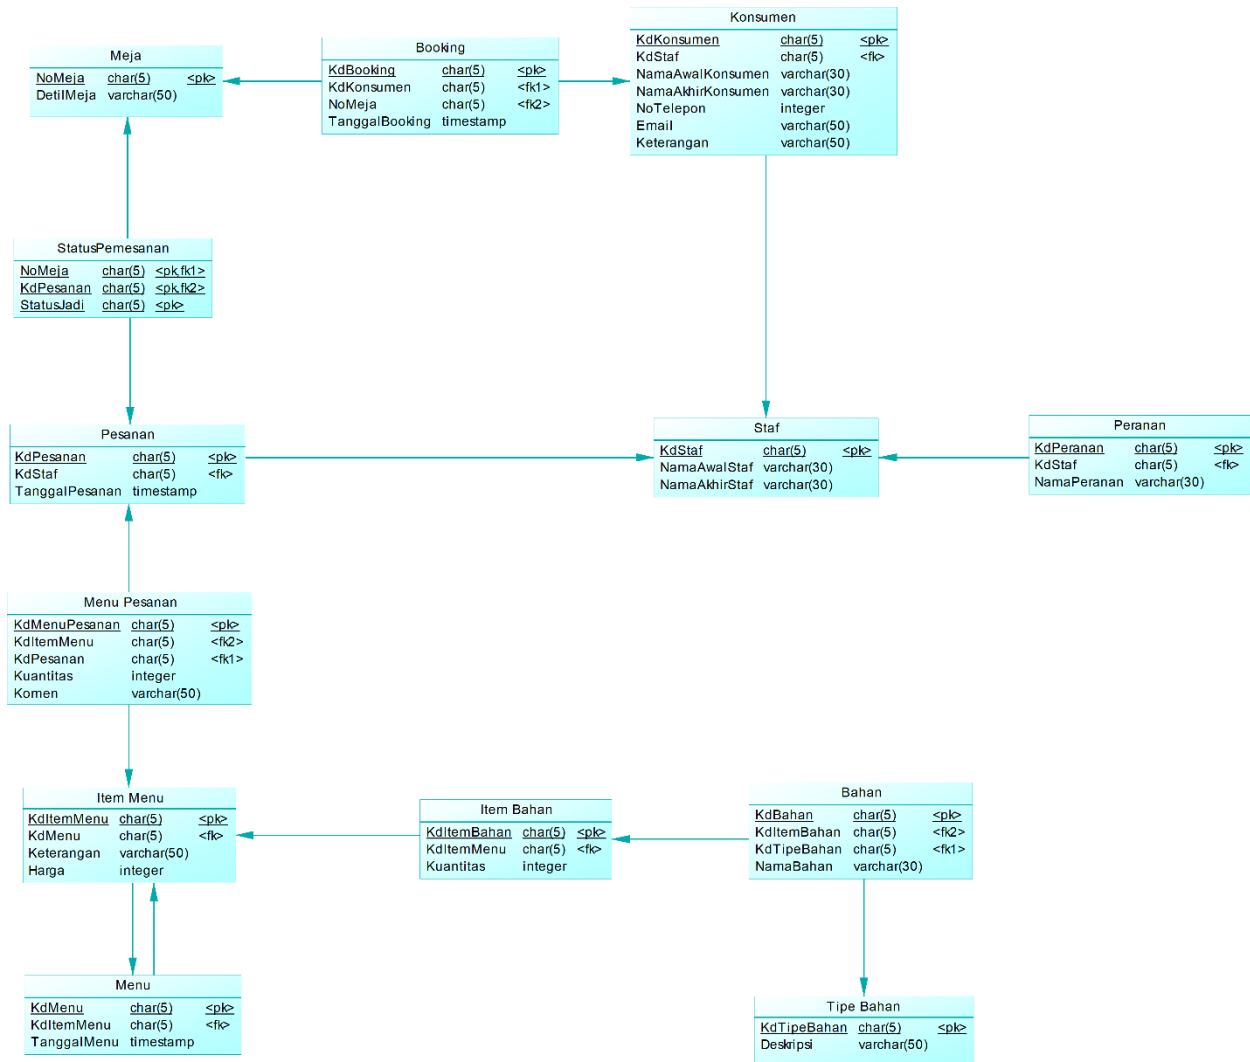 Meja
NoMeja char(5) <pk>
DetilMeja varchar(50)
Booking
KdBooking char(5) <pk>
KdKonsumen char(5) <fk1>
NoMeja char(5) <fk2>
TanggalBooking timestamp
Konsumen
KdKonsumen char(5) <pk>
KdStaf char(5) <fk>
NamaAwalKonsumen varchar(30)
NamaAkhirKonsumen varchar(30)
NoTelepon integer
Email varchar(50)
Keterangan varchar(50)
StatusPemesanan
NoMeja char(5) <pk,fk1>
KdPesanan char(5) <pk,fk2>
StatusJadi char(5) <pk>
Pesanan
KdPesanan char(5) <pk>
KdStaf char(5) <fk>
TanggalPesanan timestamp
Staf
KdStaf char(5) <pk>
NamaAwalStaf varchar(30)
NamaAkhirStaf varchar(30)
Peranan
KdPeranan char(5) <pk>
KdStaf char(5) <fk>
NamaPeranan varchar(30)
Menu Pesanan
KdMenuPesanan char(5) <pk>
KdItemMenu char(5) <fk2>
KdPesanan char(5) <fk1>
Kuantitas integer
Komen varchar(50)
Item Menu
KdItemMenu char(5) <pk>
KdMenu char(5) <fk>
Keterangan varchar(50)
Harga integer
Item Bahan
KdItemBahan char(5) <pk>
KdItemMenu char(5) <fk>
Kuantitas integer
Bahan
KdBahan char(5) <pk>
KdItemBahan char(5) <fk2>
KdTipeBahan char(5) <fk1>
NamaBahan varchar(30)
Menu
KdMenu char(5) <pk>
KdItemMenu char(5) <fk>
TanggalMenu timestamp
Tipe Bahan
KdTipeBahan char(5) <pk>
Deskripsi varchar(50)